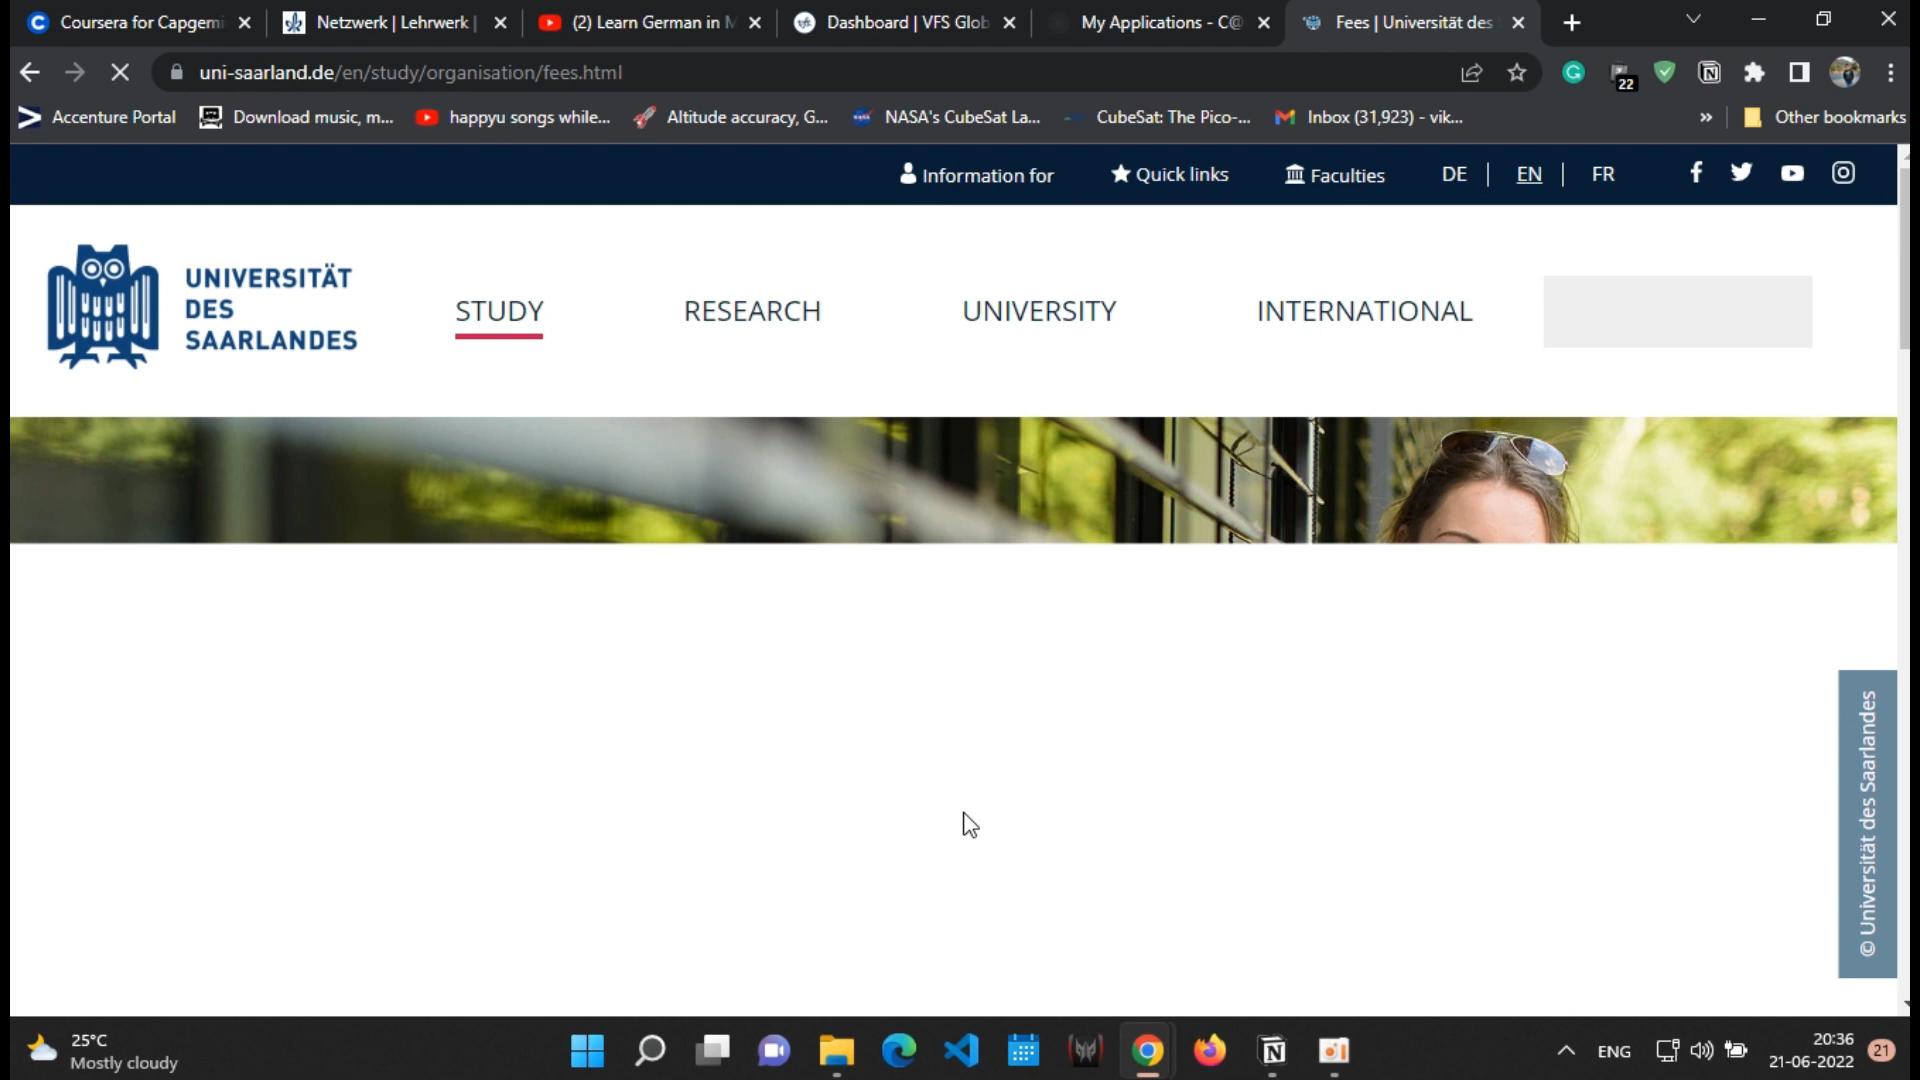 Coursera for Capgemi
Netzwerk | Lehrwerk |
(2) Learn German in M
Dashboard | VFS Glob
My Applications - C@
Fees | Universität des
uni-saarland.de/en/study/organisation/fees.html
22
Accenture Portal
Download music, m...
happyu songs while...
Altitude accuracy, G...
NASA's CubeSat La...
CubeSat: The Pico-...
Inbox (31,923) - vik...
»
Other bookmarks
Information for
Quick links
Faculties
DE | EN | FR
UNIVERSITÄT
DES
SAARLANDES
STUDY
RESEARCH
UNIVERSITY
INTERNATIONAL
© Universität des Saarlandes
25°C
Mostly cloudy
ENG
20:36
21-06-2022
21